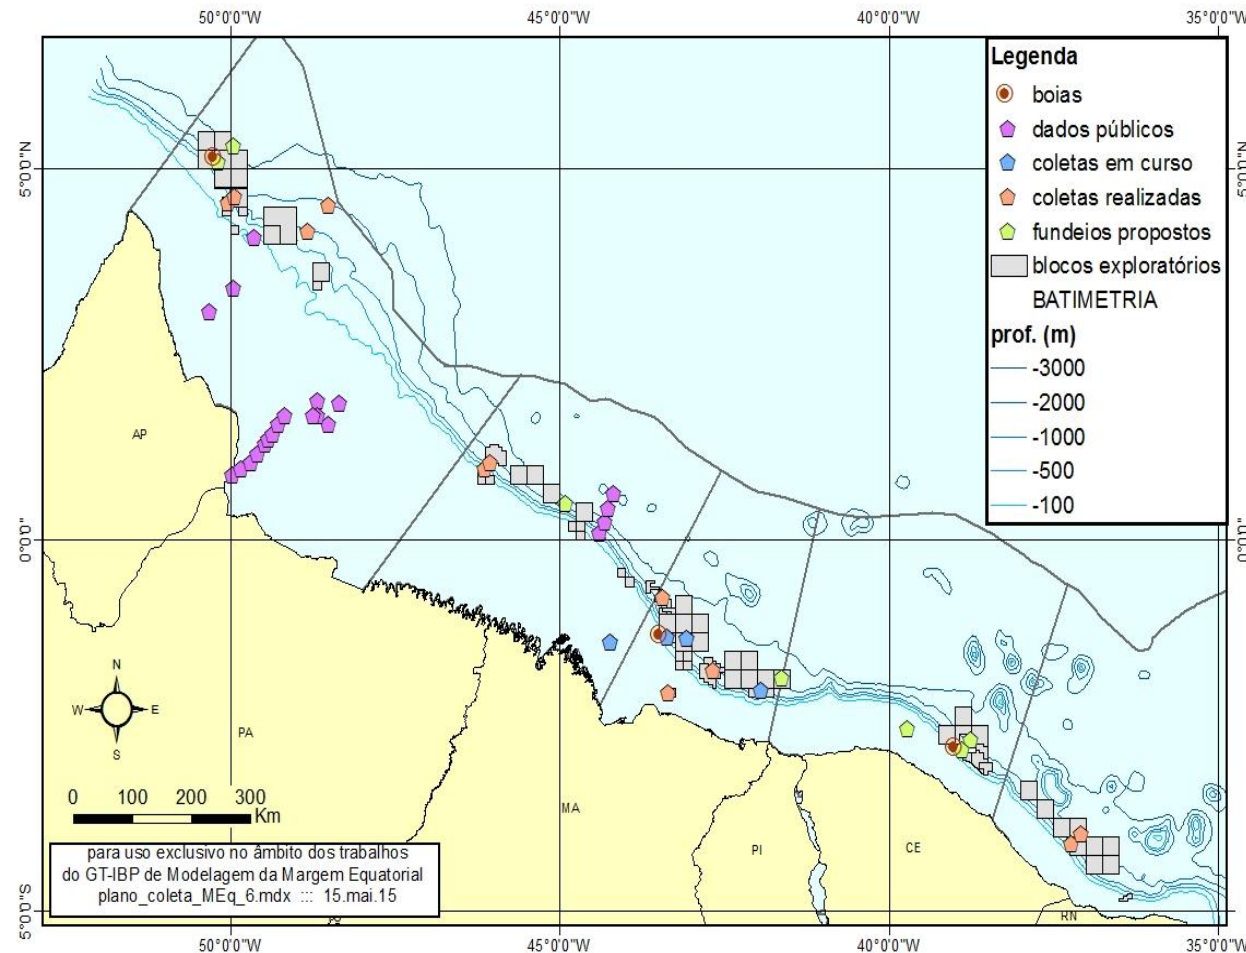 50°0'0"W
45°0'0"W
40°0'0"W
35°0'0"W
5°0'0"N
5°0'0"N
Legenda
boias
dados públicos
coletas em curso
coletas realizadas
fundeios propostos
blocos exploratórios
BATIMETRIA
prof. (m)
-3000
-2000
-1000
-500
-100
AP
0°0'0"
0°0'0"
N
W
E
S
PA
MA
PI
CE
RN
0 100 200 300
Km
para uso exclusivo no âmbito dos trabalhos
do GT-IBP de Modelagem da Margem Equatorial
plano_coleta_MEq_6.mdx ::: 15.mai.15
5°0'0"S
5°0'0"S
50°0'0"W
45°0'0"W
40°0'0"W
35°0'0"W